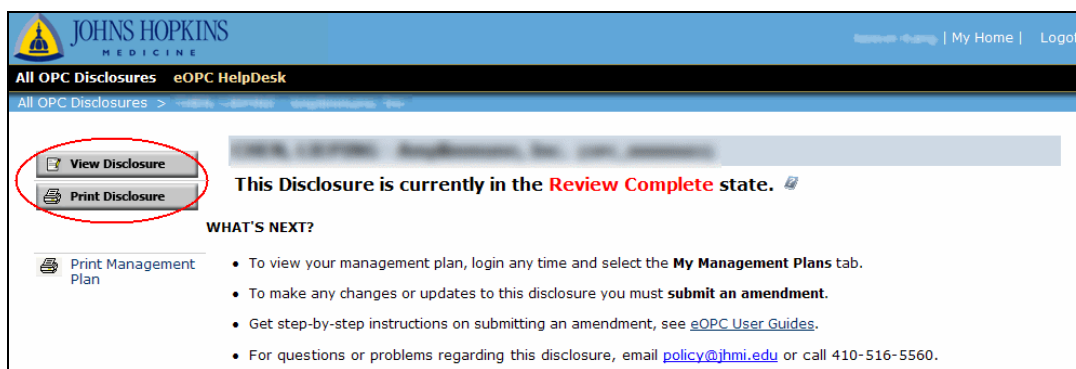 JOHNS HOPKINS
MEDICINE
| My Home | Logof
All OPC Disclosures eOPC HelpDesk
All OPC Disclosures >
View Disclosure
Print Disclosure
This Disclosure is currently in the Review Complete state.
WHAT'S NEXT?
Print Management
Plan
• To view your management plan, login any time and select the My Management Plans tab.
• To make any changes or updates to this disclosure you must submit an amendment.
• Get step-by-step instructions on submitting an amendment, see eOPC User Guides.
• For questions or problems regarding this disclosure, email policy@jhmi.edu or call 410-516-5560.